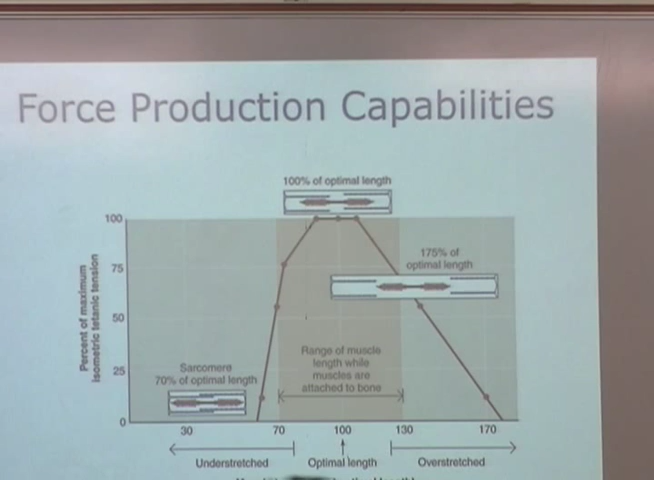 Force Production Capabilities
100% of optimal length
100
75
50
25
0
Percent of maximum
isometric tetanic tension
175% of
optimal length
Range of muscle
length while
muscles are
attached to bone
Sarcomere
70% of optimal length
30
70
100
130
170
Understretched
Optimal length
Overstretched